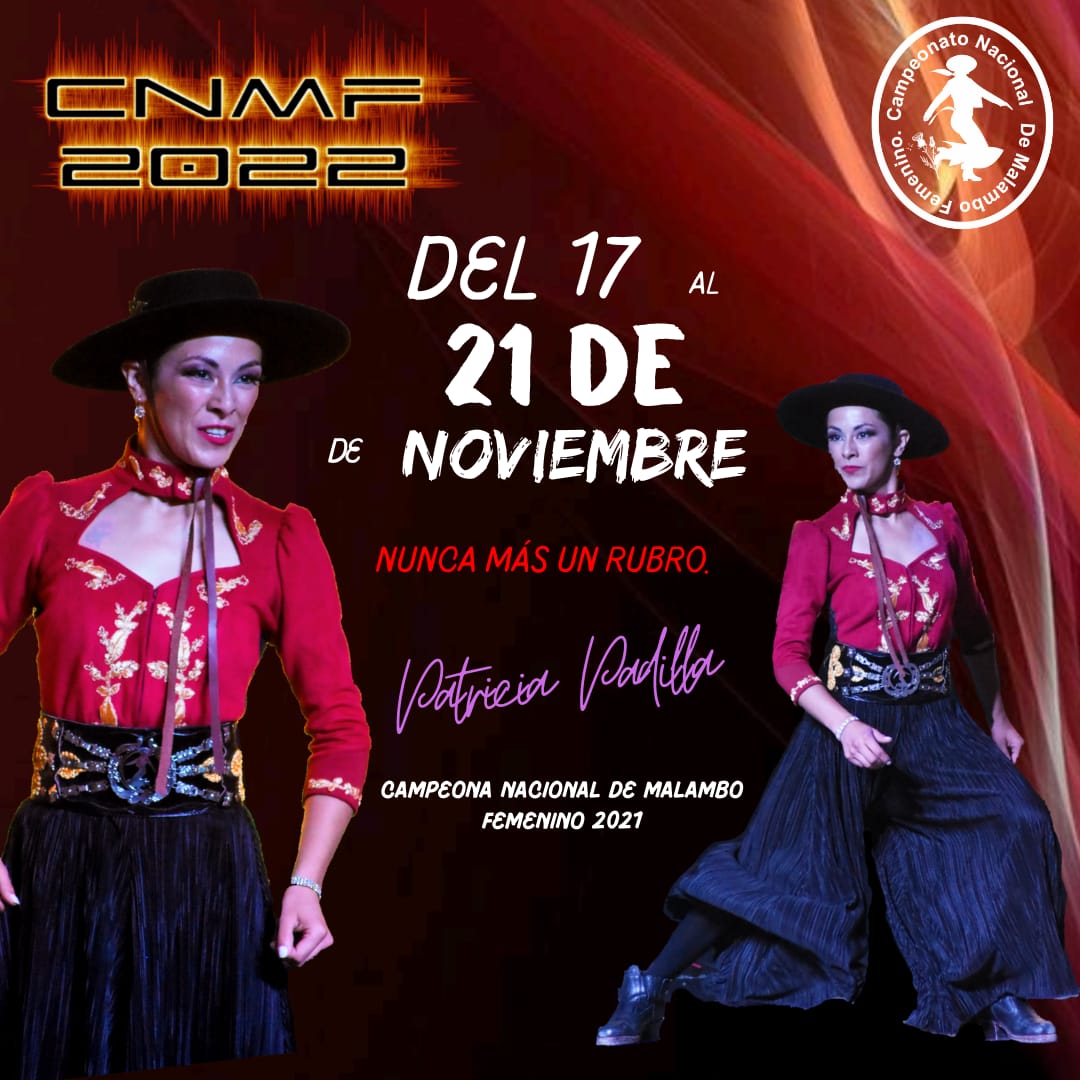 CNMF
2022
Campeonato Nacional De Malambo Femenino.
DEL 17 AL
21 DE
DE NOVIEMBRE
NUNCA MÁS UN RUBRO.
Patricia Padilla
CAMPEONA NACIONAL DE MALAMBO
FEMENINO 2021